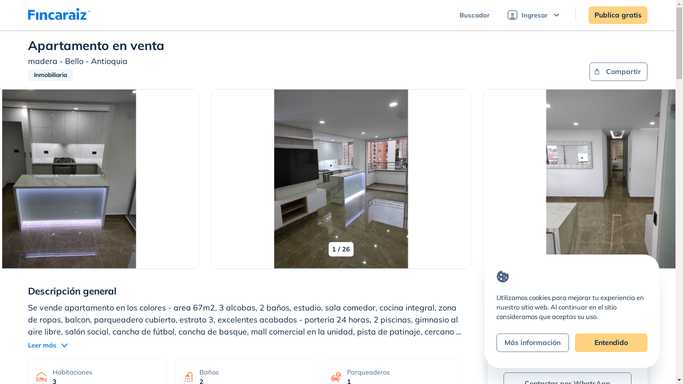 Fincaraiz
Buscador
Ingresar
Publica gratis
Apartamento en venta
madera - Bello - Antioquia
Inmobiliaria
Compartir
1 / 26
Descripción general
Se vende apartamento en los colores - area 67m2, 3 alcobas, 2 baños, estudio, sala comedor, cocina integral, zona
de ropas, balcon, parqueadero cubierto, estrato 3, excelentes acabados - porteria 24 horas, 2 piscinas, gimnasio al
aire libre, salón social, cancha de fútbol, cancha de basque, mall comercial en la unidad, pista de patinaje, cercano ...
Leer más
Habitaciones
3
Baños
2
Parqueaderos
1
Utilizamos cookies para mejorar tu experiencia en
nuestro sitio web. Al continuar en el sitio
consideramos que aceptas su uso.
Más información
Entendido
Contactar por WhatsApp